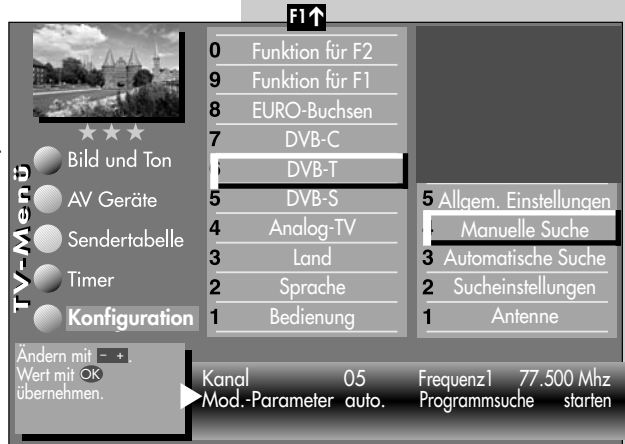 F1↑
TV-Menü
Bild und Ton
AV Geräte
Sendertabelle
Timer
Konfiguration
0 Funktion für F2
9 Funktion für F1
8 EURO-Buchsen
7 DVB-C
DVB-T
5 DVB-S
4 Analog-TV
3 Land
2 Sprache
1 Bedienung
5 Allgem. Einstellungen
Manuelle Suche
3 Automatische Suche
2 Sucheinstellungen
1 Antenne
Ändern mit - + .
Wert mit OK
übernehmen.
Kanal 05 Frequenz1 77.500 Mhz
Mod.-Parameter auto. Programmsuche starten